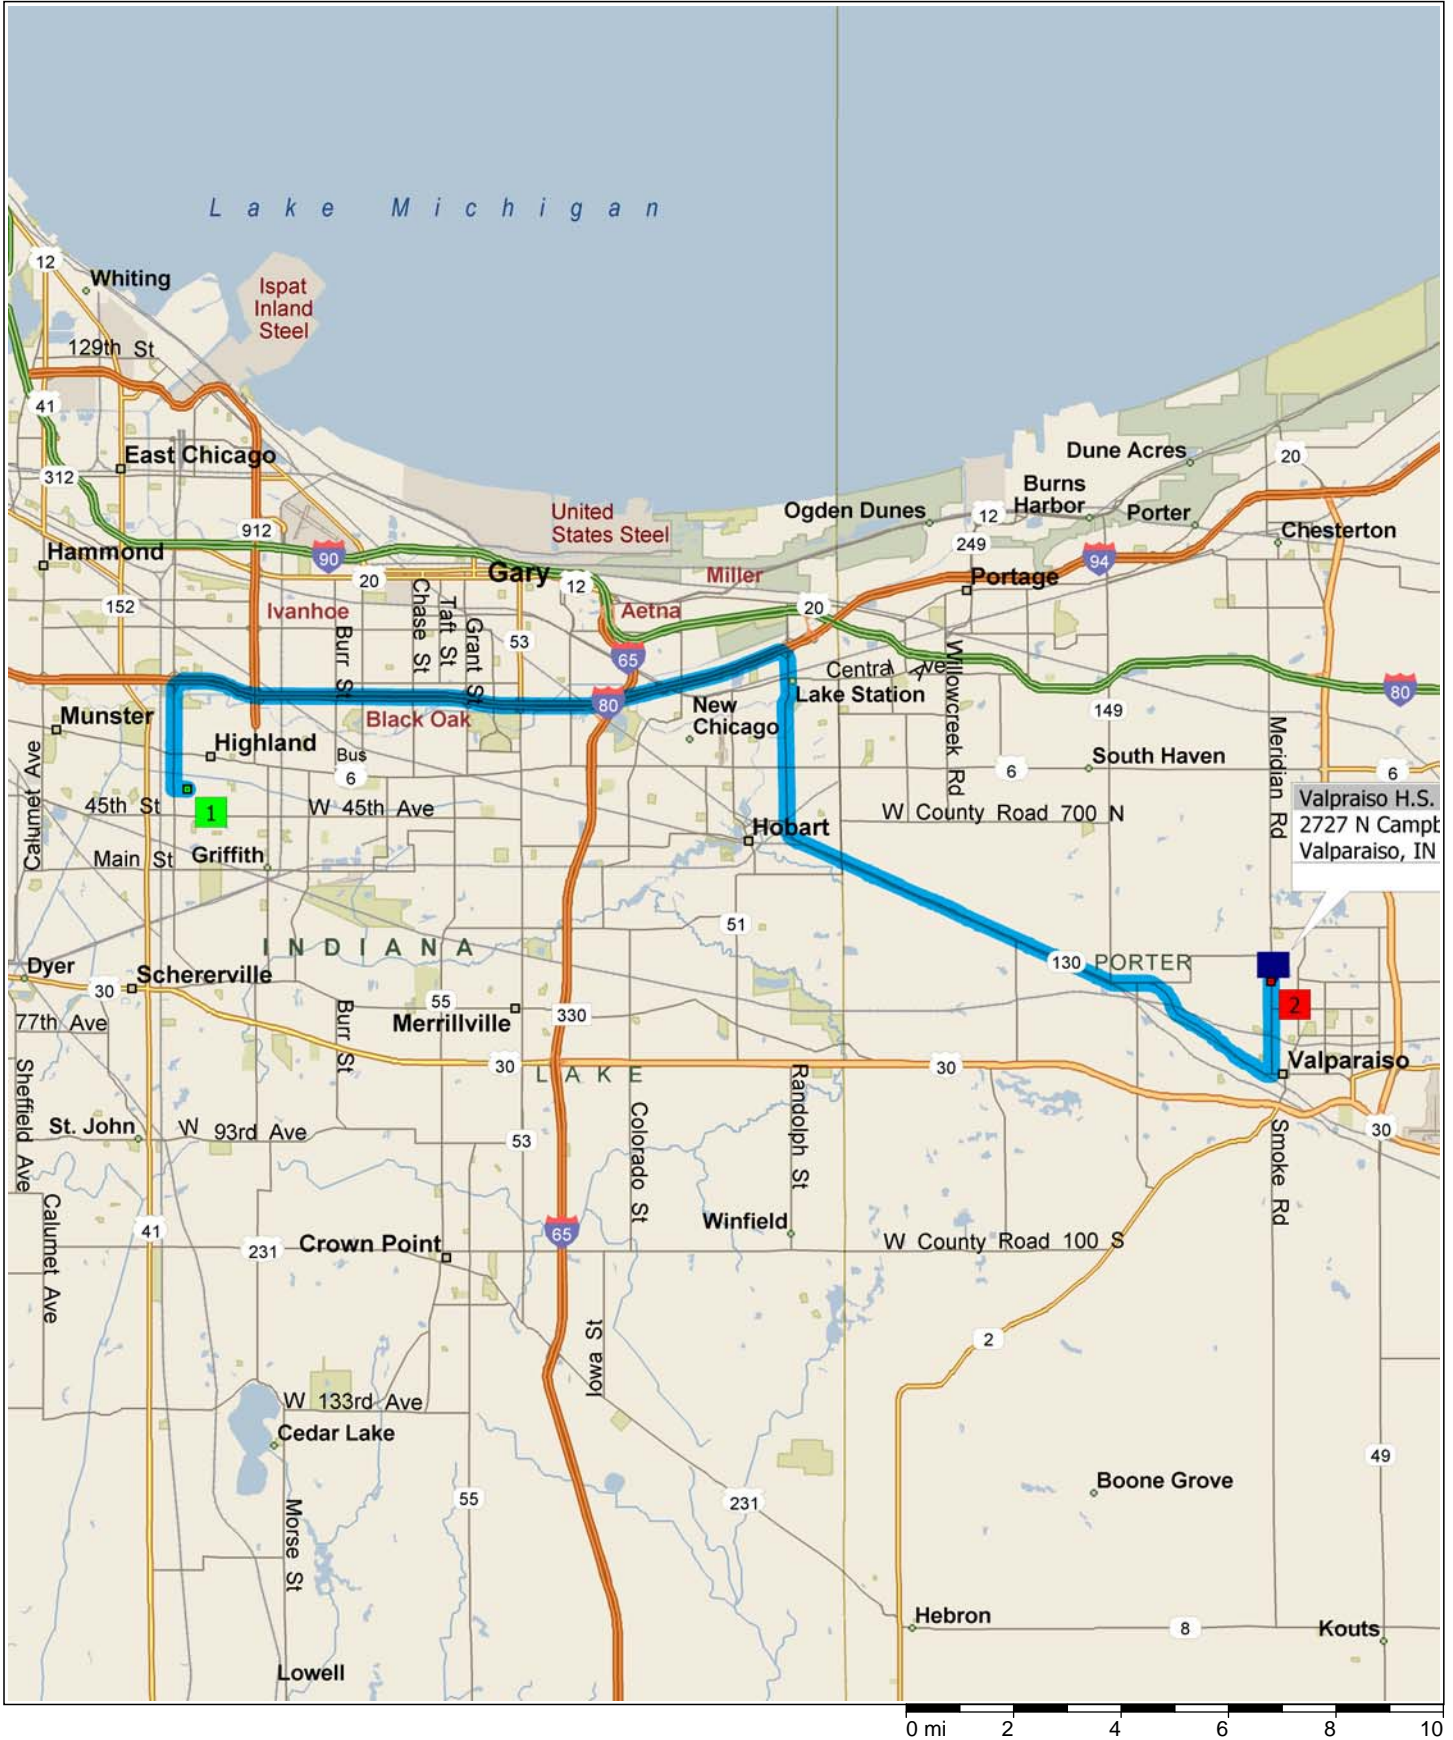 Lake Michigan
12
Whiting
Ispat
Inland
Steel
129th St
41
East Chicago
312
Dune Acres
20
Burns
Harbor
United
States Steel
Ogden Dunes
12
Porter
912
Chesterton
Hammond
90
249
94
20
Gary
12
Miller
Portage
152
Ivanhoe
Chase St
Taft St
Grant St
Aetna
20
Burr St
53
65
Central Ave
Willowcreek Rd
Lake Station
80
80
Munster
Black Oak
New
Chicago
149
Meridian Rd
Highland
Bus
6
South Haven
6
6
Calumet Ave
45th St
1
W 45th Ave
W County Road 700 N
Valpraiso H.S.
2727 N Campb
Valparaiso, IN
Hobart
Main St
Griffith
51
INDIANA
130
PORTER
Dyer
Schererville
30
55
2
77th Ave
Merrillville
330
Burr St
Valparaiso
30
LAKE
30
Sheffield Ave
Randolph St
St. John
W 93rd Ave
53
Colorado St
30
Smoke Rd
Calumet Ave
41
231
Crown Point
65
Winfield
W County Road 100 S
Iowa St
2
W 133rd Ave
Cedar Lake
49
55
Morse St
231
Boone Grove
Hebron
8
Kouts
Lowell
0 mi 2 4 6 8 10